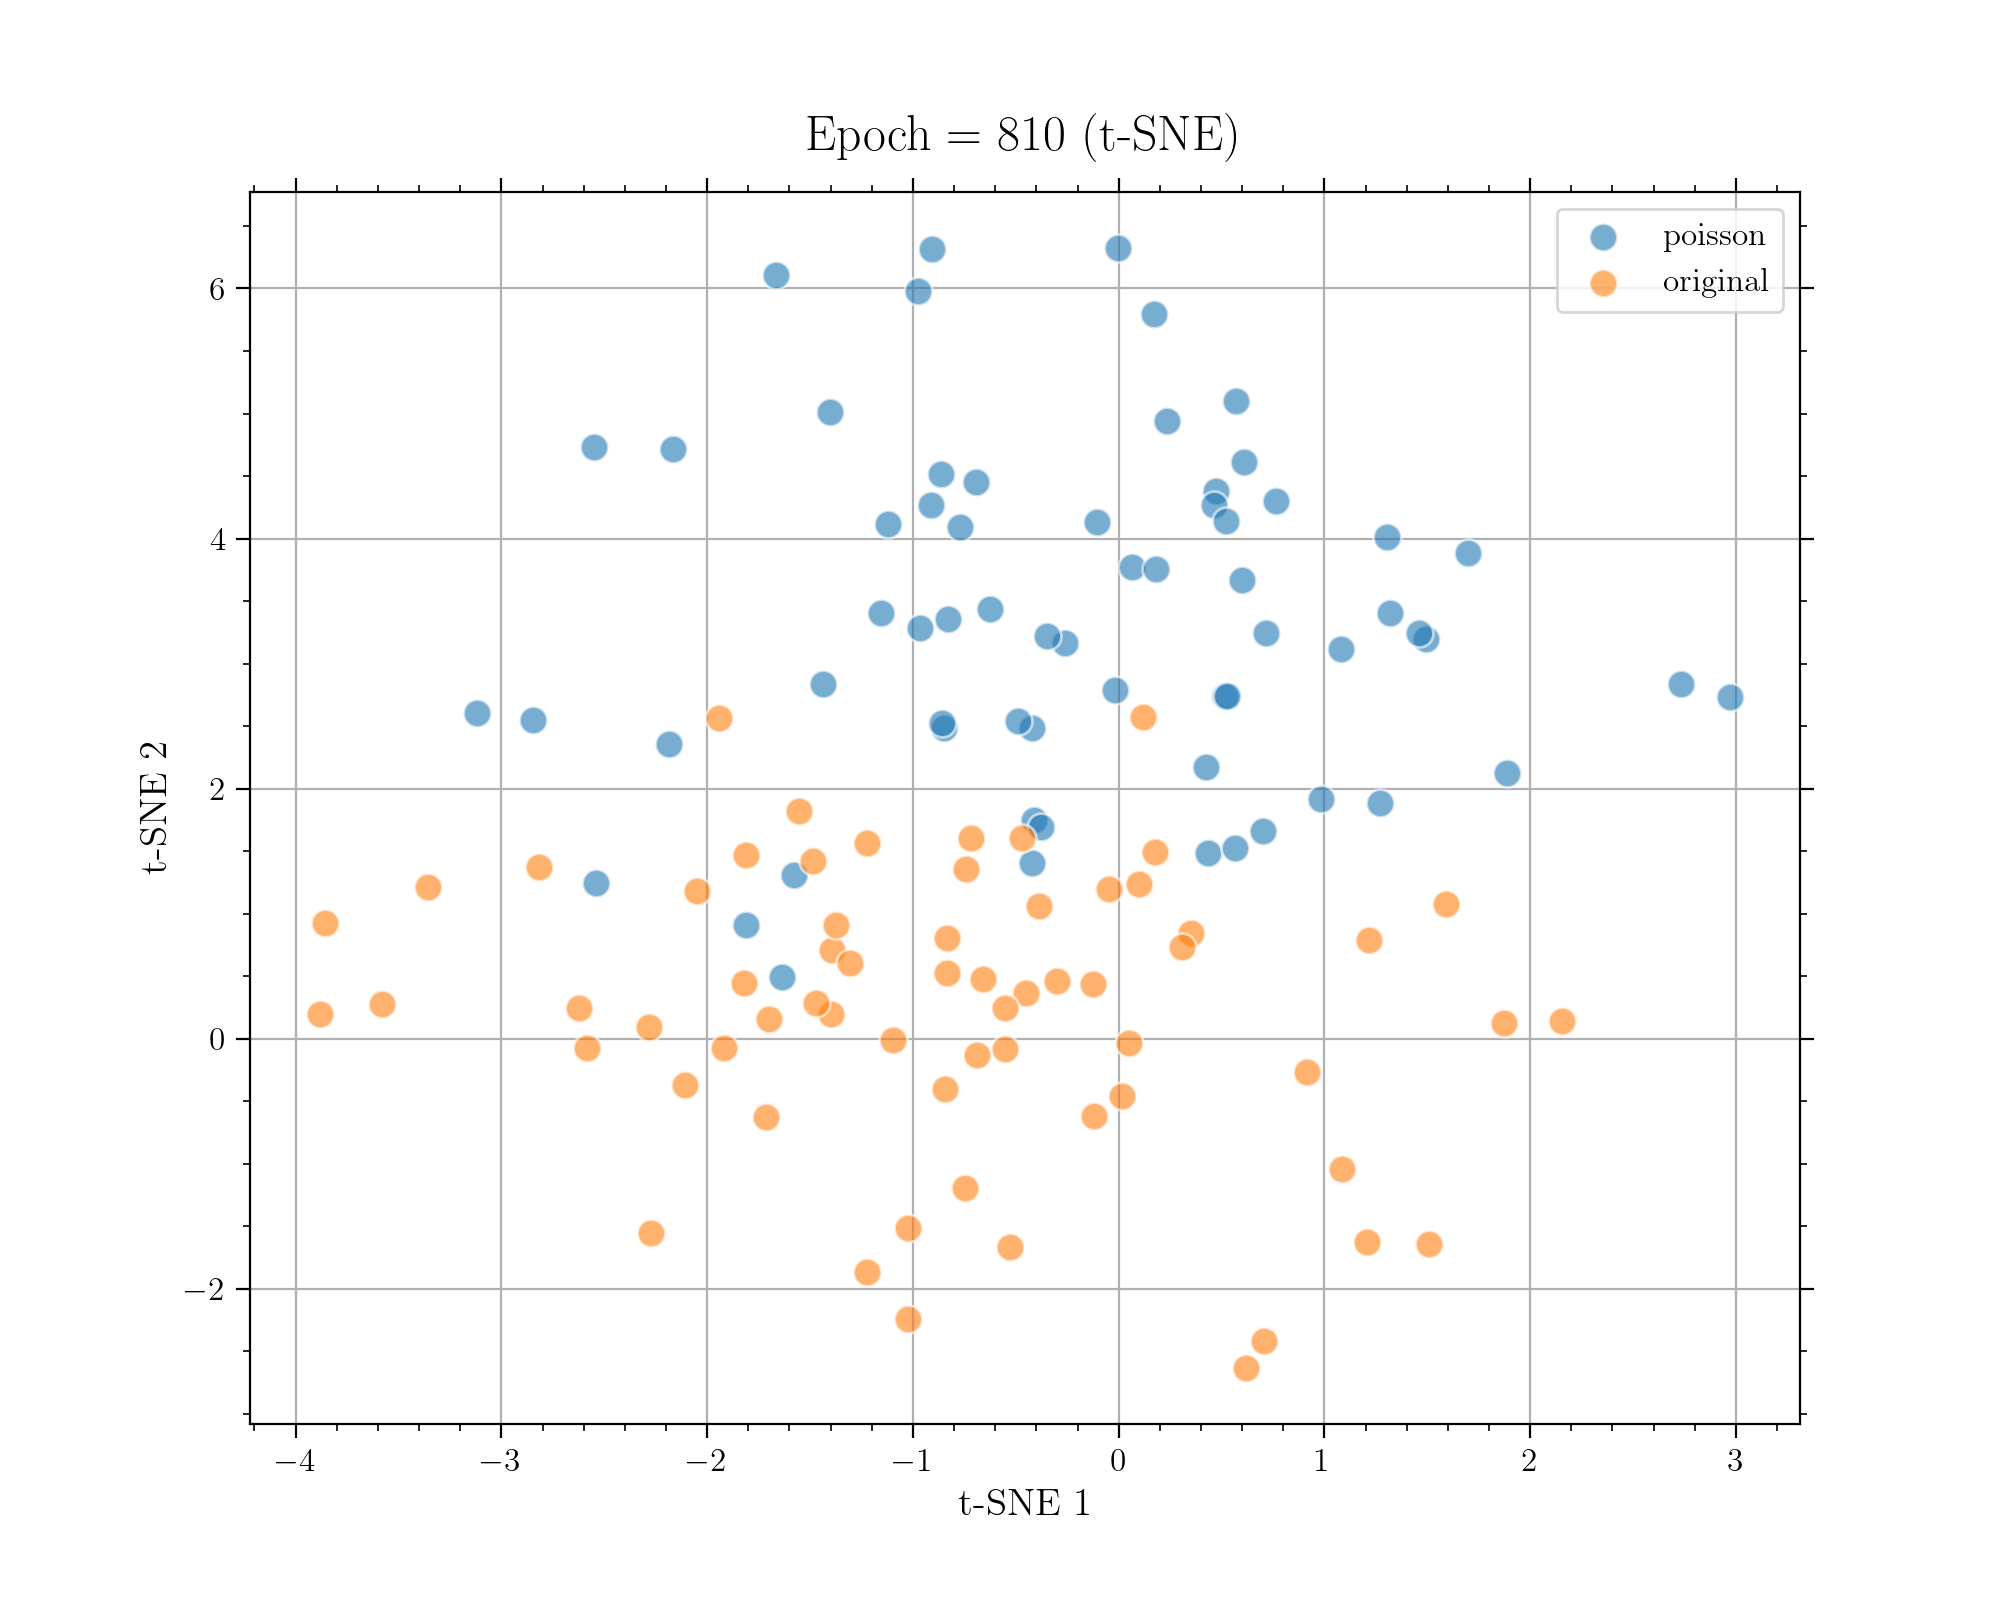 Epoch = 810 (t-SNE)
poisson
original
6
4
2
0
−2
t-SNE 2
−4
−3
−2
−1
0
1
2
3
t-SNE 1